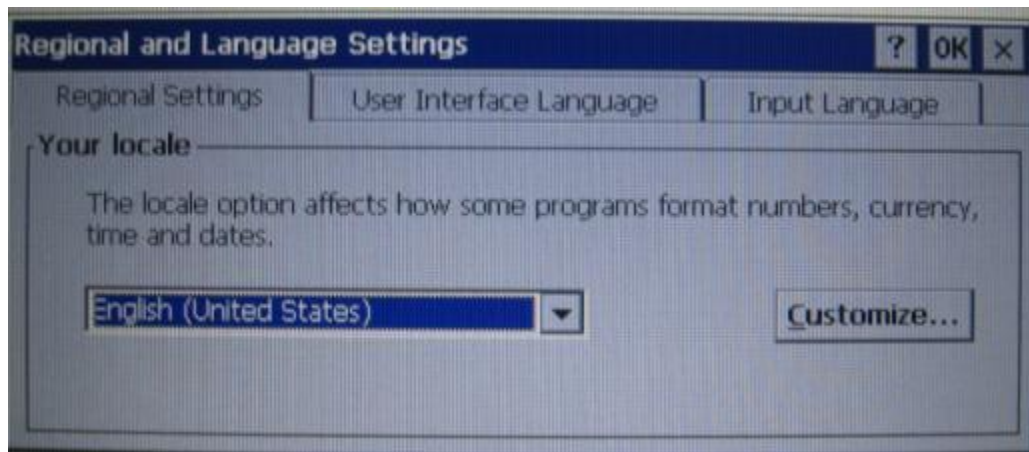 Regional and Language Settings ? OK ×
Regional Settings User Interface Language Input Language
Your locale
The locale option affects how some programs format numbers, currency,
time and dates.
English (United States) Customize...